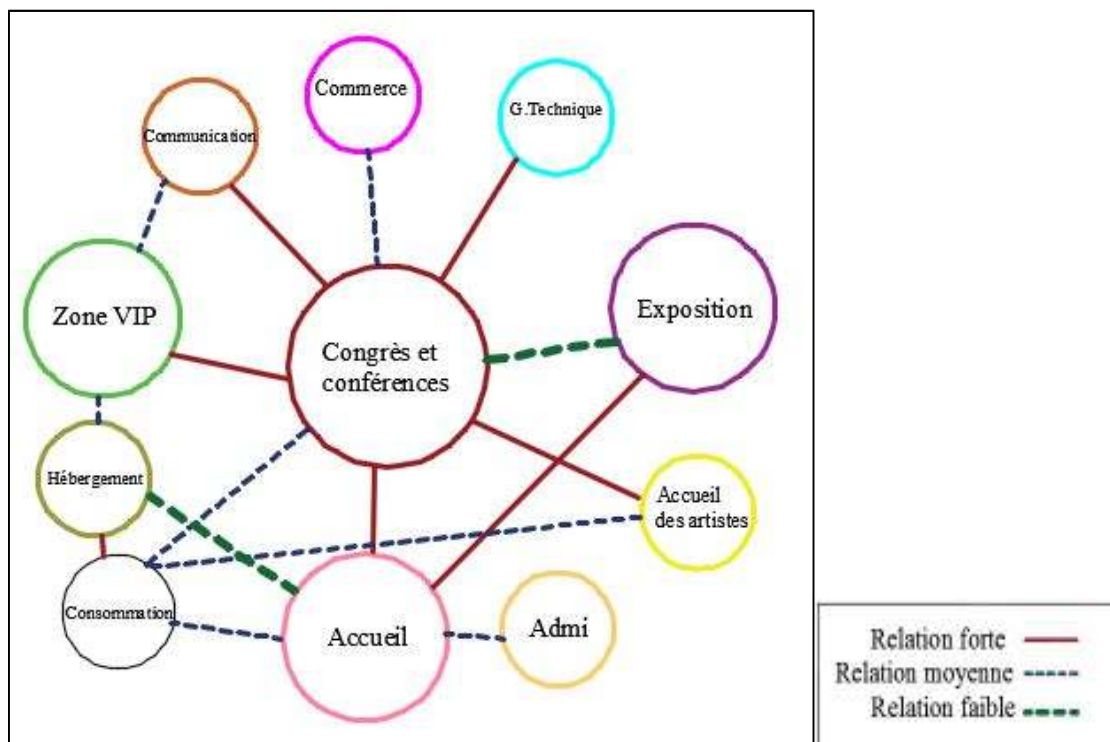 Commerce
G.Technique
Communication
Zone VIP
Exposition
Congrès et
conférences
Hébergement
Accueil
des artistes
Consommation
Accueil
Admi
Relation forte
Relation moyenne
Relation faible